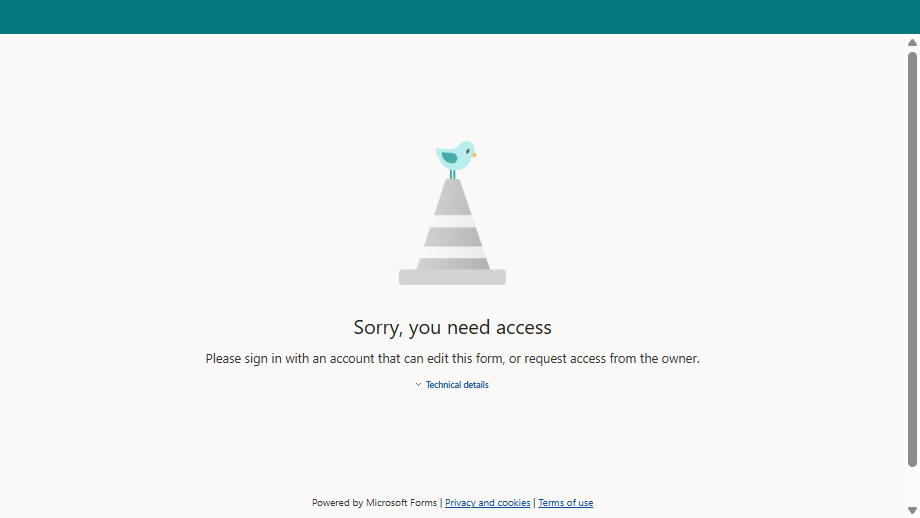 Sorry, you need access
Please sign in with an account that can edit this form, or request access from the owner.
Technical details
Powered by Microsoft Forms | Privacy and cookies | Terms of use